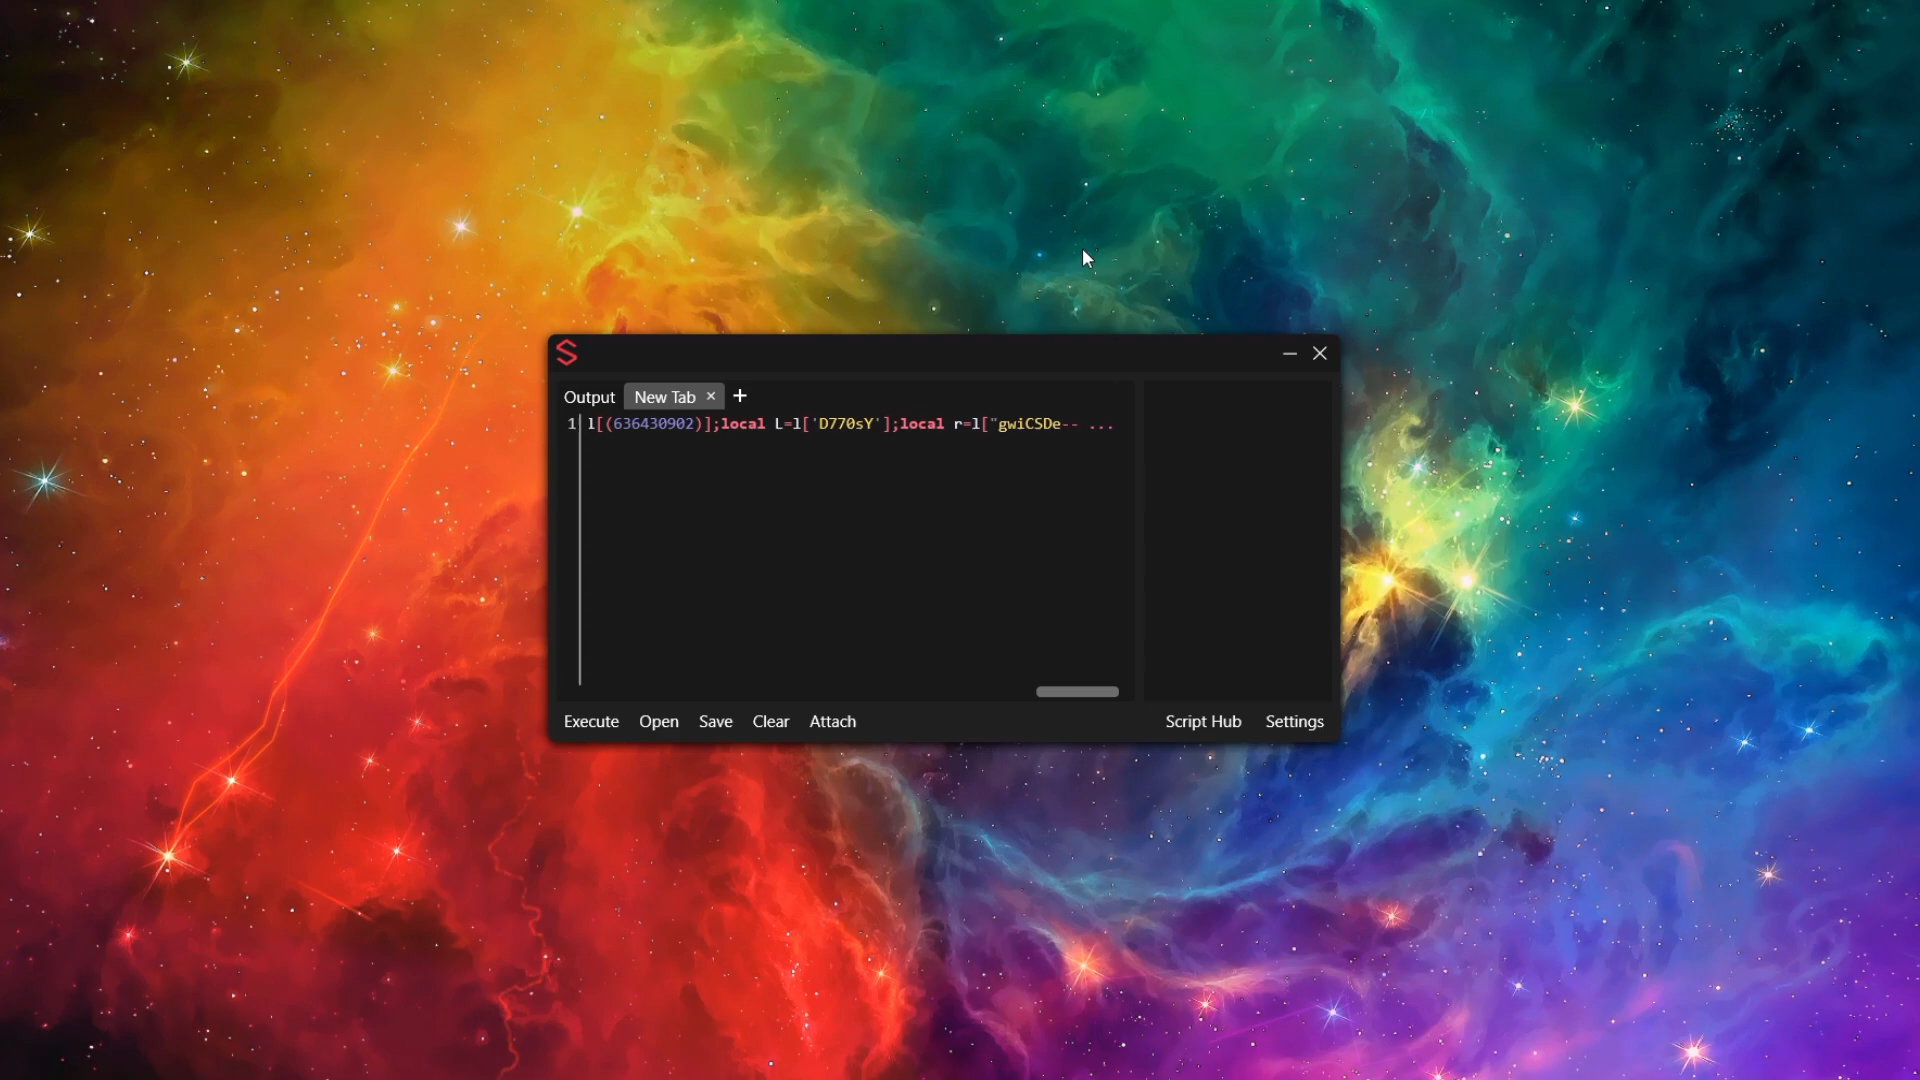 Output New Tab × +
1 l[(636430902)];local L=l['D770sY'];local r=l["gwiCSDe-- ...
Execute Open Save Clear Attach Script Hub Settings